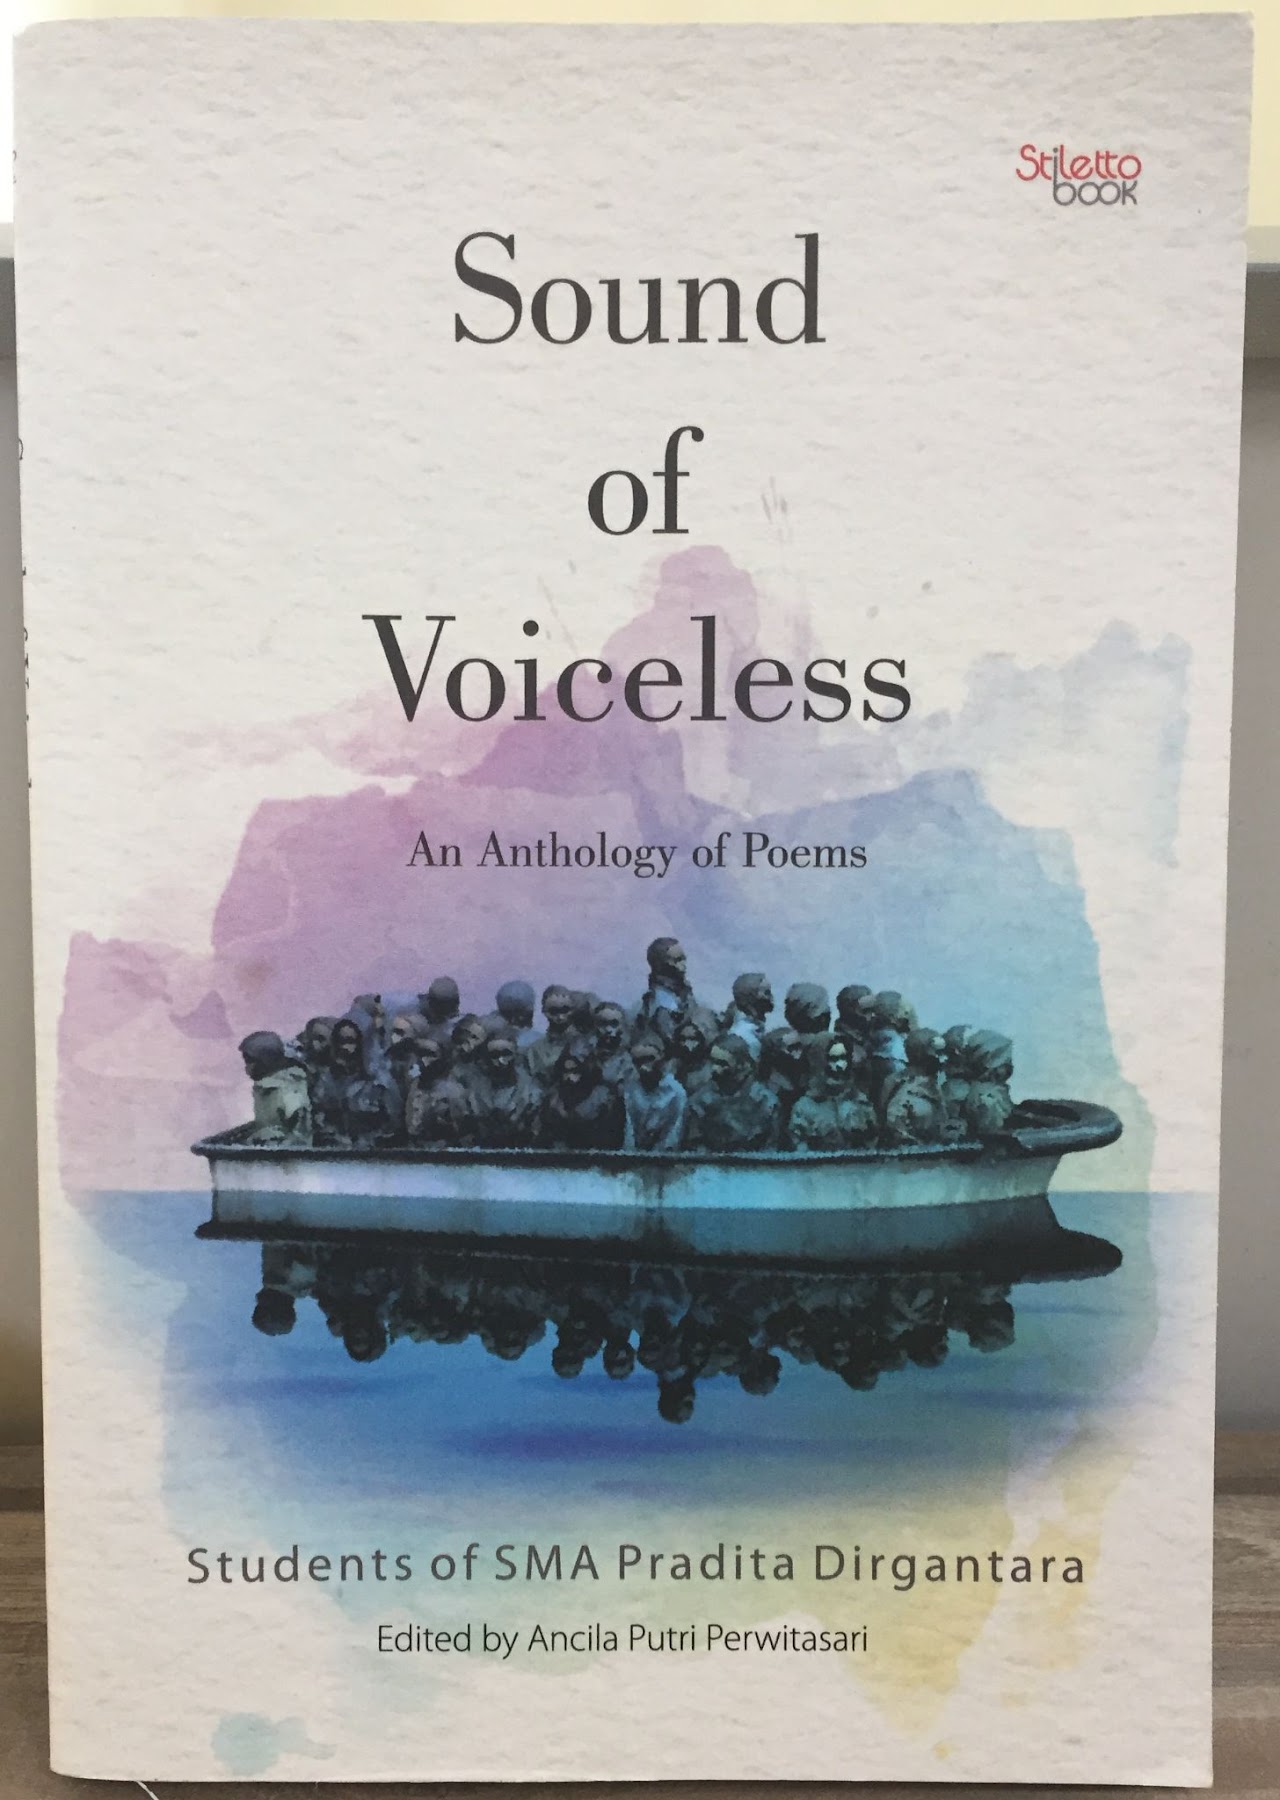 Stiletto
book
Sound
of
Voiceless
An Anthology of Poems
Students of SMA Pradita Dirgantara
Edited by Ancila Putri Perwitasari